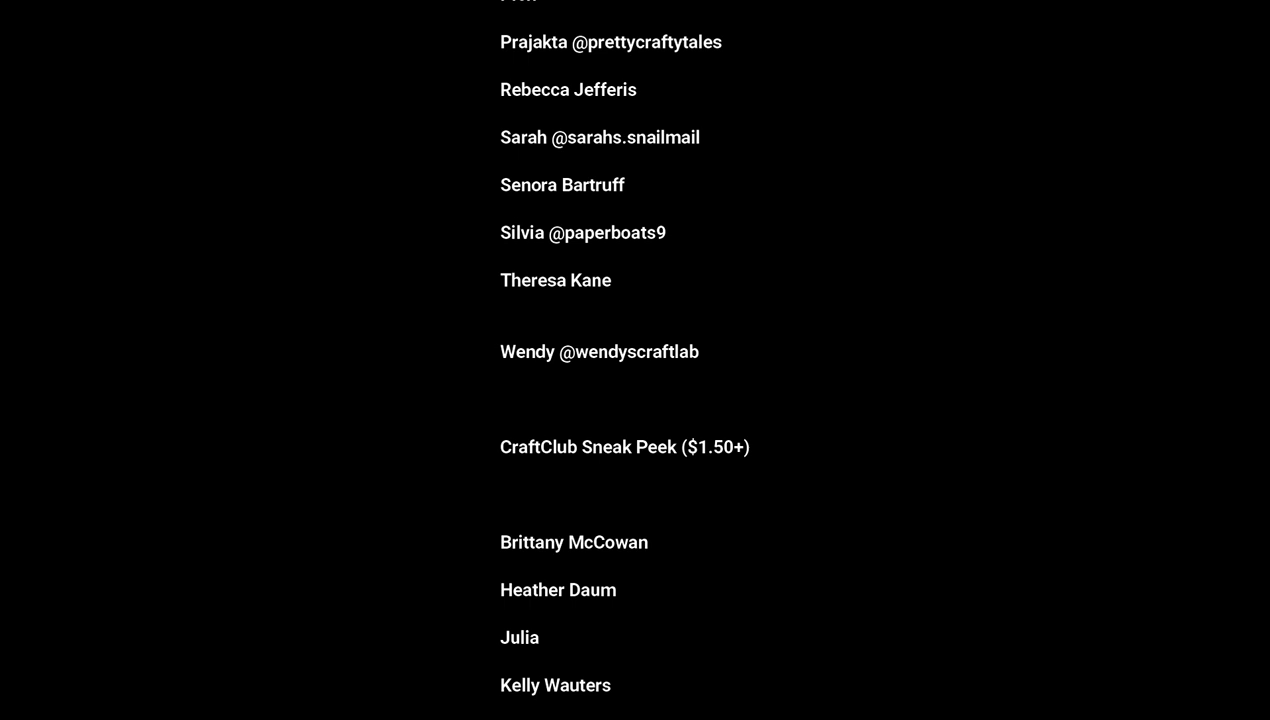 Prajakta @prettycraftytales
Rebecca Jefferis
Sarah @sarahs.snailmail
Senora Bartruff
Silvia @paperboats9
Theresa Kane
Wendy @wendyscraftlab
CraftClub Sneak Peek ($1.50+)
Brittany McCowan
Heather Daum
Julia
Kelly Wauters